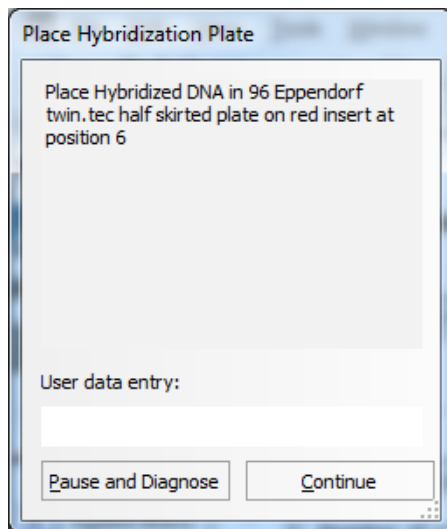 Place Hybridization Plate
Place Hybridized DNA in 96 Eppendorf
twin.tec half skirted plate on red insert at
position 6
User data entry:
Pause and Diagnose
Continue